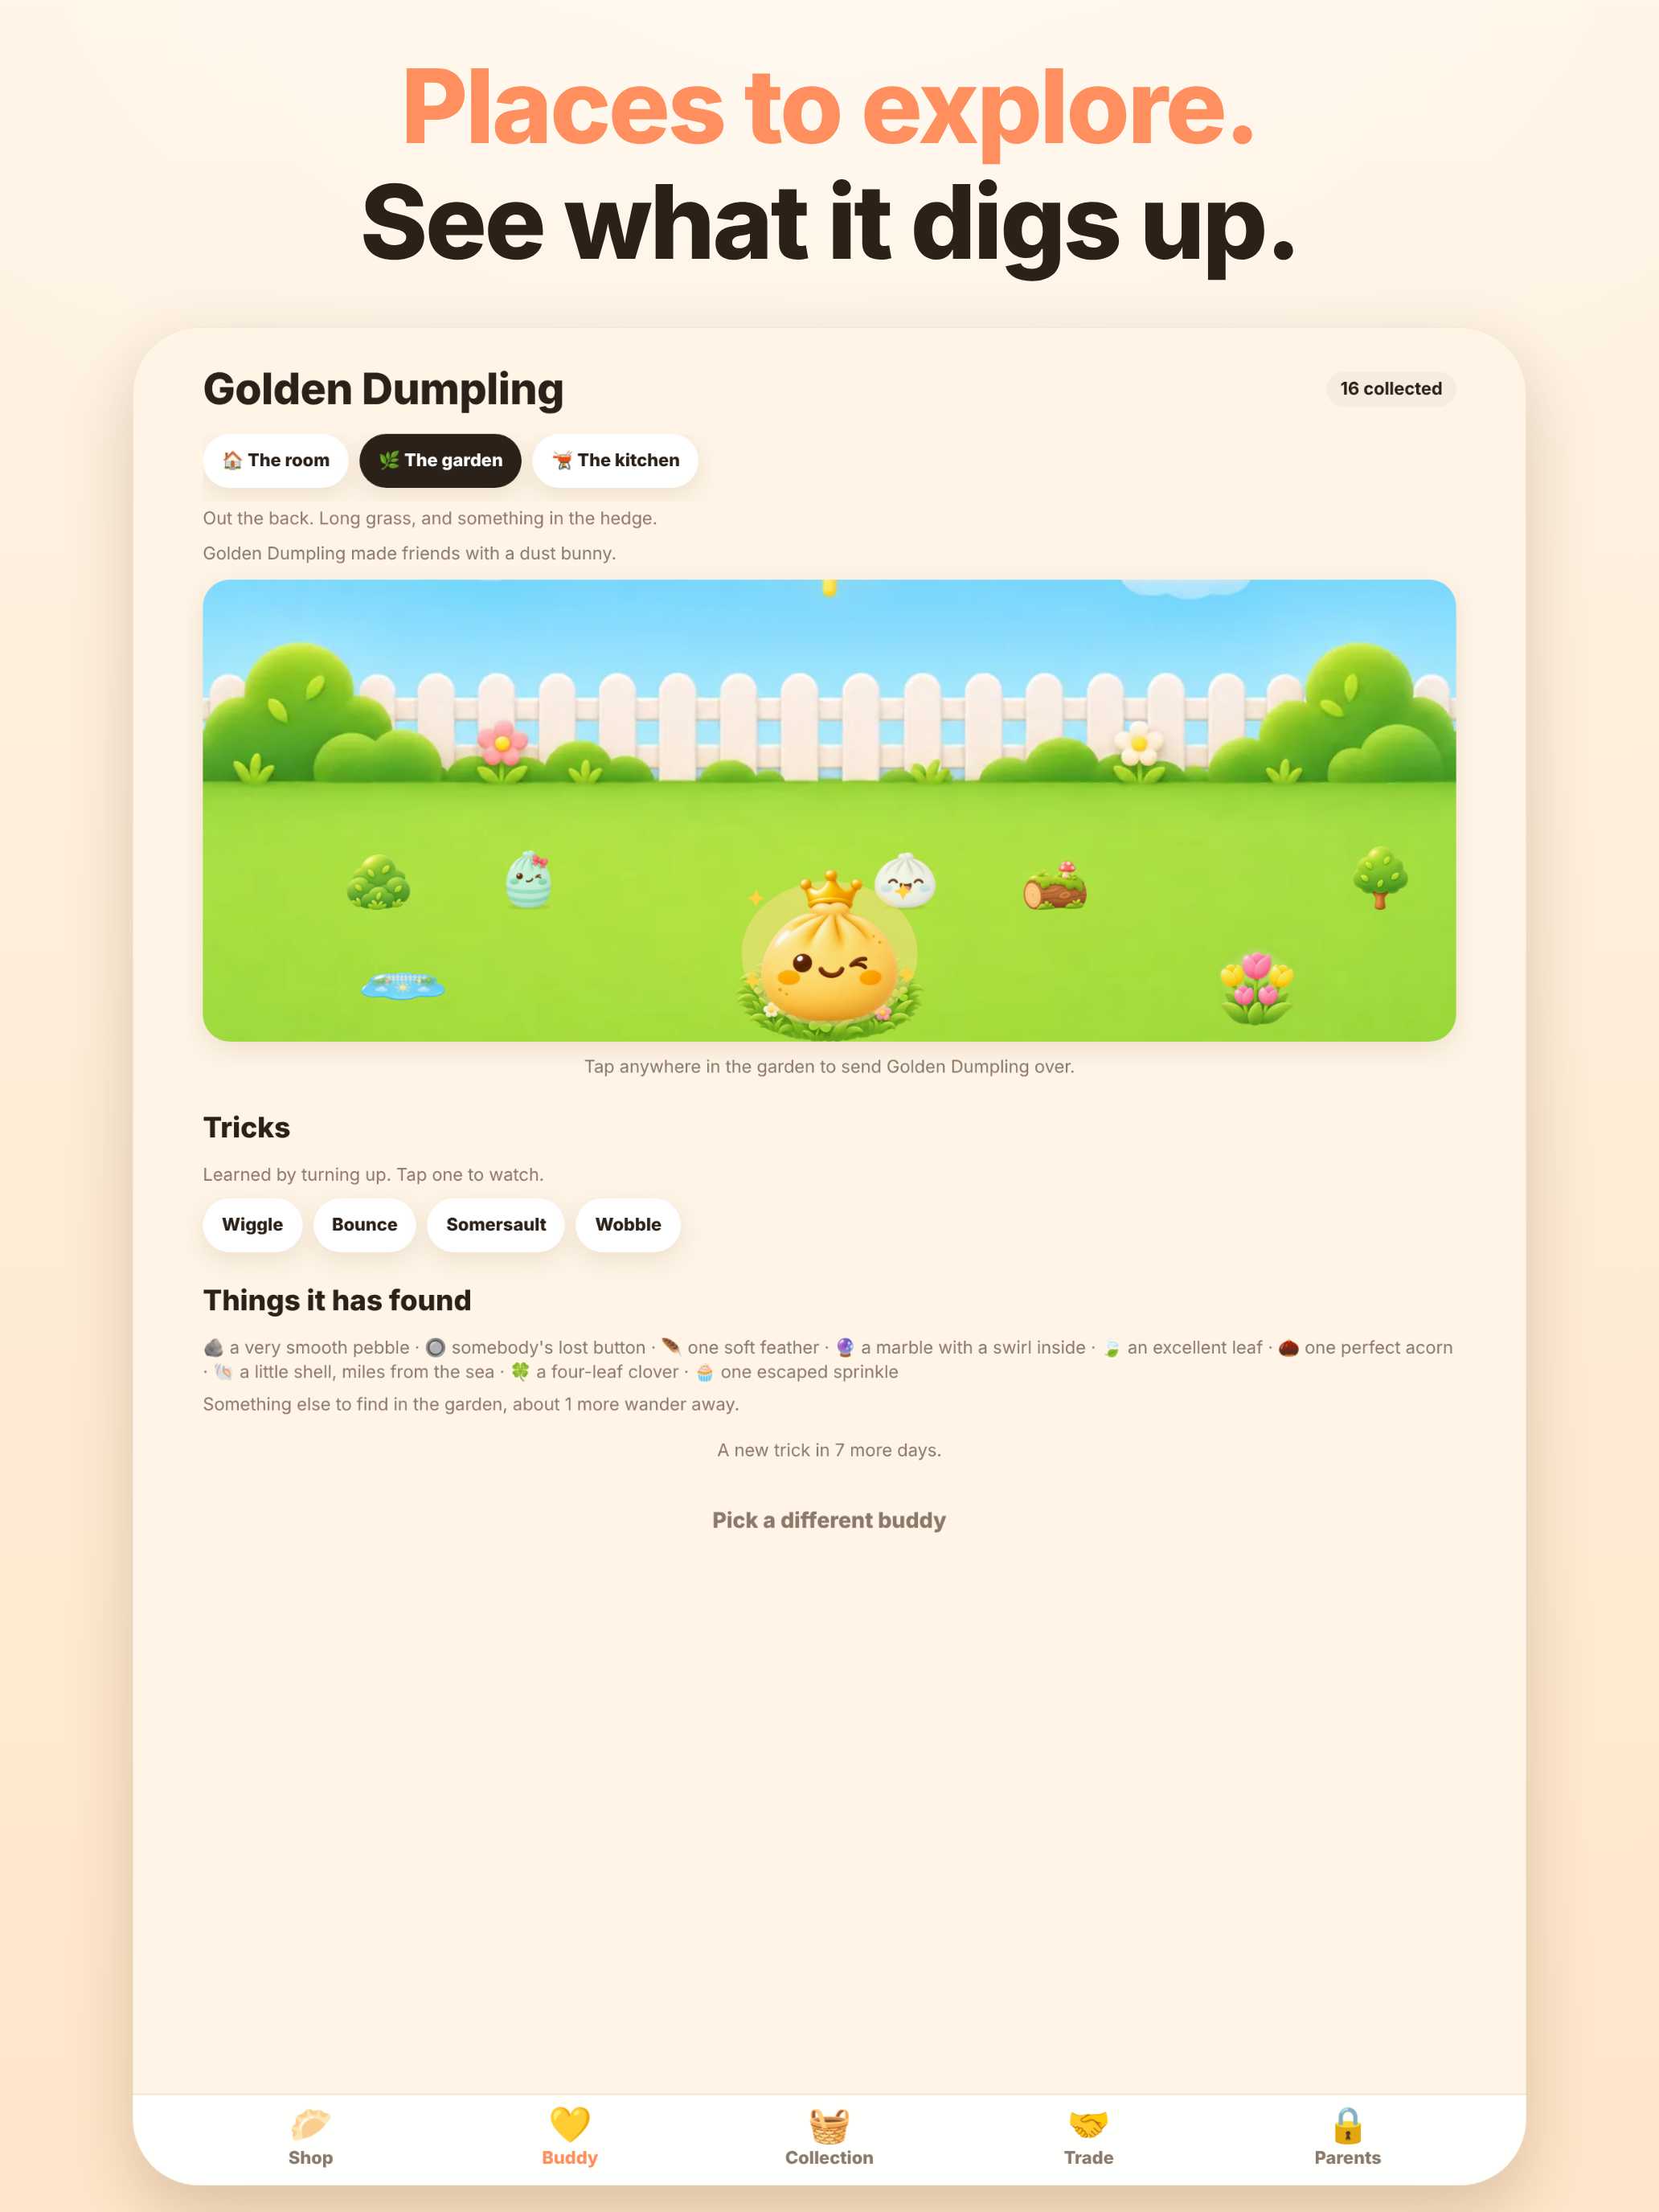 Places to explore.
See what it digs up.
Golden Dumpling
16 collected
The room
The garden
The kitchen
Out the back. Long grass, and something in the hedge.
Golden Dumpling made friends with a dust bunny.
Tap anywhere in the garden to send Golden Dumpling over.
Tricks
Learned by turning up. Tap one to watch.
Wiggle
Bounce
Somersault
Wobble
Things it has found
a very smooth pebble · somebody's lost button · one soft feather · a marble with a swirl inside · an excellent leaf · one perfect acorn
· a little shell, miles from the sea · a four-leaf clover · one escaped sprinkle
Something else to find in the garden, about 1 more wander away.
A new trick in 7 more days.
Pick a different buddy
Shop
Buddy
Collection
Trade
Parents